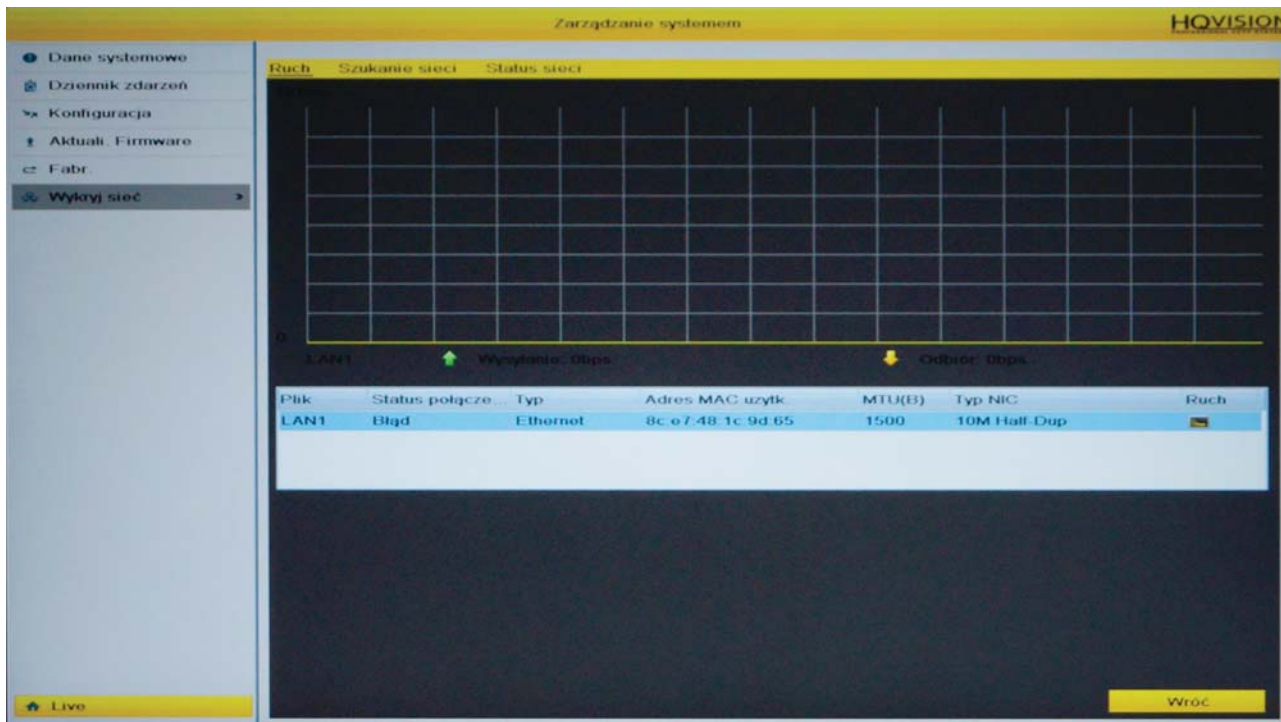 Zarządzanie systemem
HQVISION
Dane systemowe
Dziennik zdarzeń
Konfiguracja
Aktuali. Firmware
Fabr.
Wykryj sieć
Live
Ruch Szukanie sieci Status sieci
0
LAN1 Wysyłanie: 0bps Odbiór: 0bps
Plik Status połącze... Typ Adres MAC uzytk. MTU(B) Typ NIC Ruch
LAN1 Błąd Ethernet 8c:e7:48:1c:9d:65 1500 10M Half-Dup
Wróć